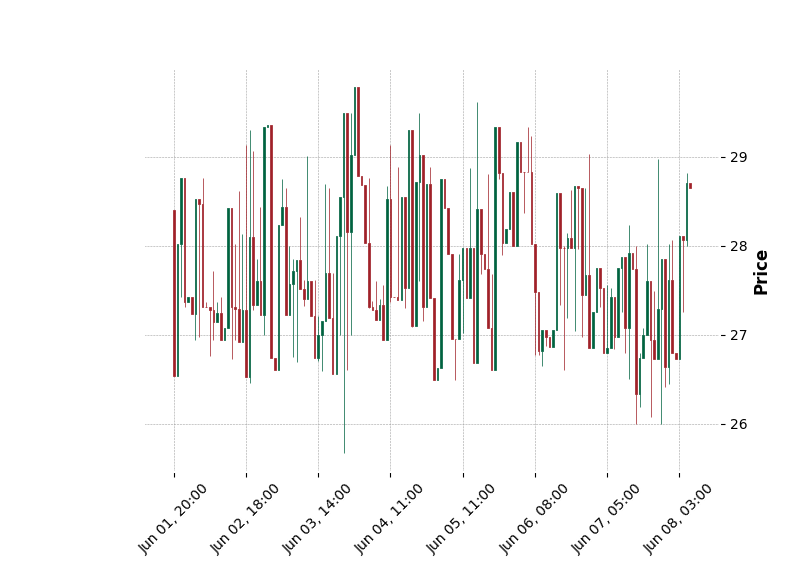 29
28
27
26
Price
Jun 01, 20:00
Jun 02, 18:00
Jun 03, 14:00
Jun 04, 11:00
Jun 05, 11:00
Jun 06, 08:00
Jun 07, 05:00
Jun 08, 03:00